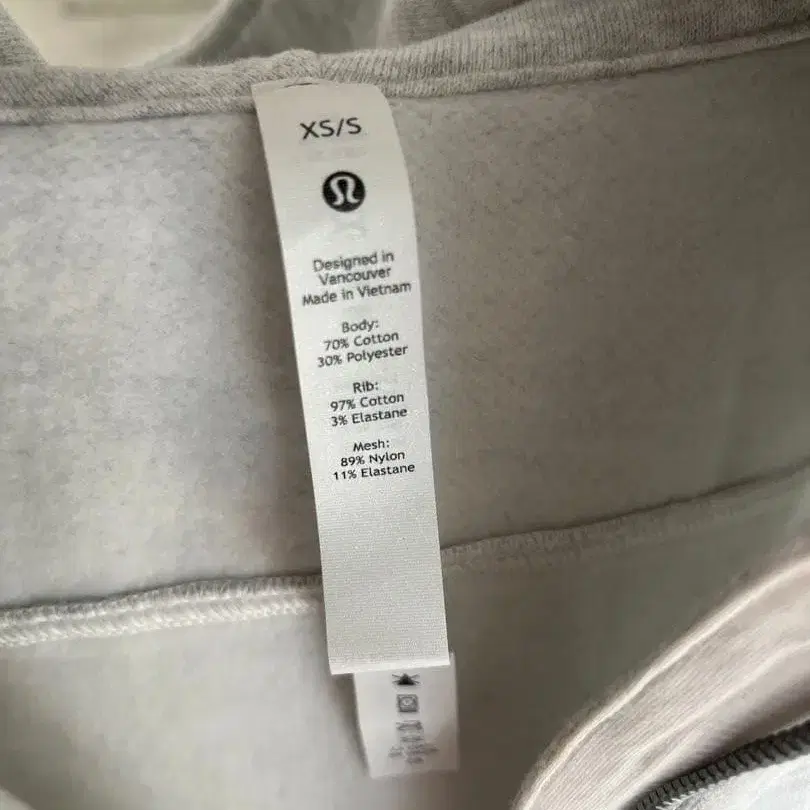 XS/S
Designed in
Vancouver
Made in Vietnam
Body:
70% Cotton
30% Polyester
Rib:
97% Cotton
3% Elastane
Mesh:
89% Nylon
11% Elastane